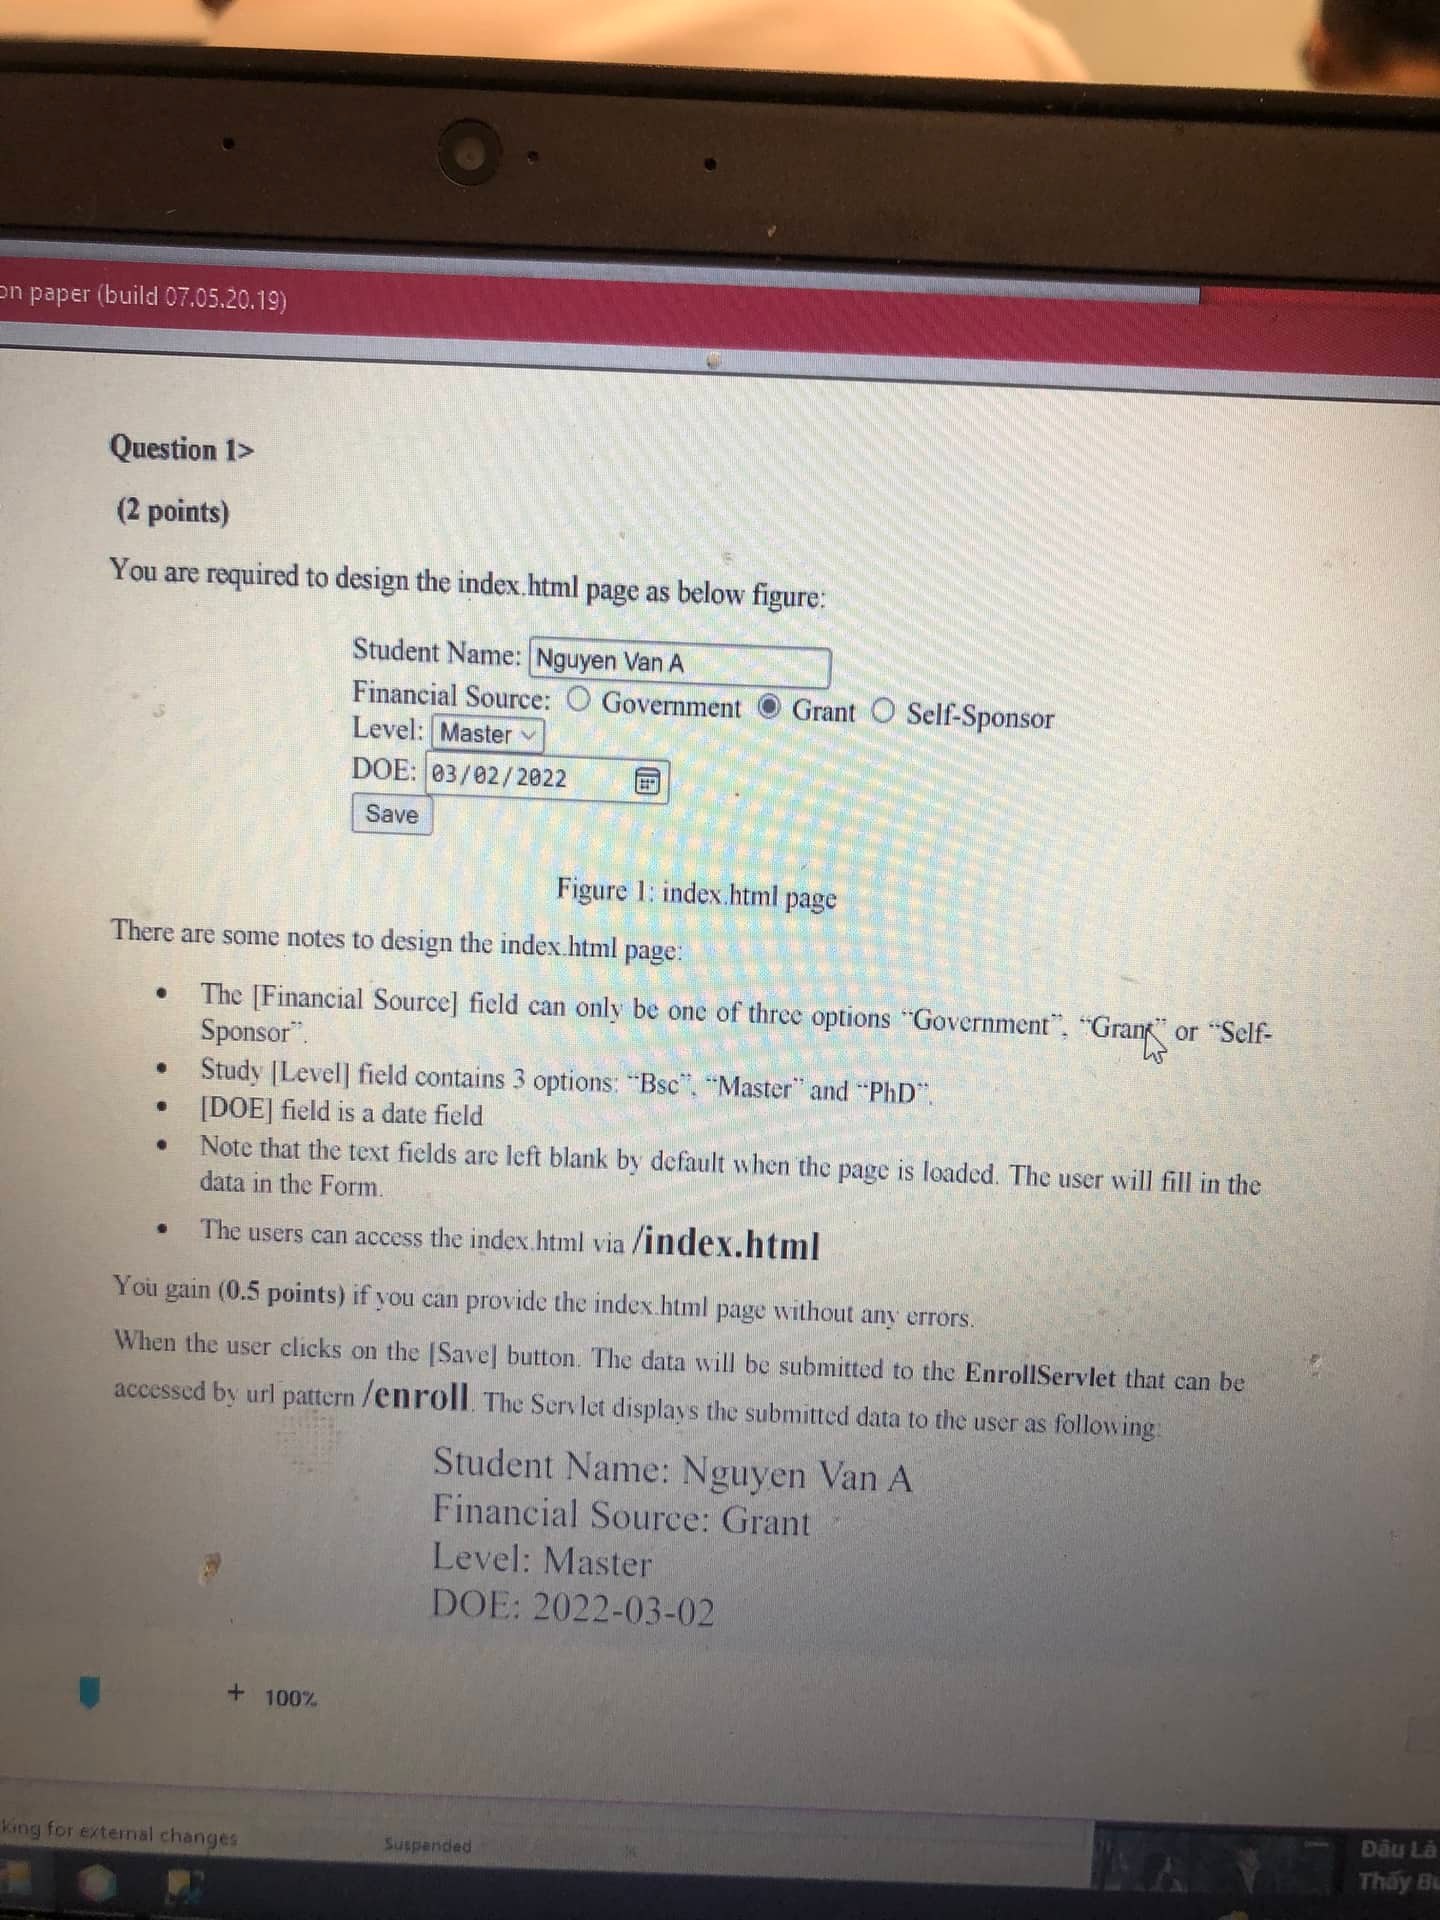 on paper (build 07.05.20.19)
Question 1>
(2 points)
You are required to design the index.html page as below figure:
Student Name: Nguyen Van A
Financial Source: Government Grant Self-Sponsor
Level: Master
DOE: 03/02/2022
Save
Figure 1: index.html page
There are some notes to design the index.html page:
• The [Financial Source] field can only be one of three options “Government”, “Grant” or “Self-
Sponsor”.
• Study [Level] field contains 3 options: “Bsc”, “Master” and “PhD”.
• [DOE] field is a date field
• Note that the text fields are left blank by default when the page is loaded. The user will fill in the
data in the Form.
• The users can access the index.html via /index.html
You gain (0.5 points) if you can provide the index.html page without any errors.
When the user clicks on the [Save] button. The data will be submitted to the EnrollServlet that can be
accessed by url pattern /enroll. The Servlet displays the submitted data to the user as following:
Student Name: Nguyen Van A
Financial Source: Grant
Level: Master
DOE: 2022-03-02
+ 100%
king for external changes
Suspended
Đâu Là
Thấy